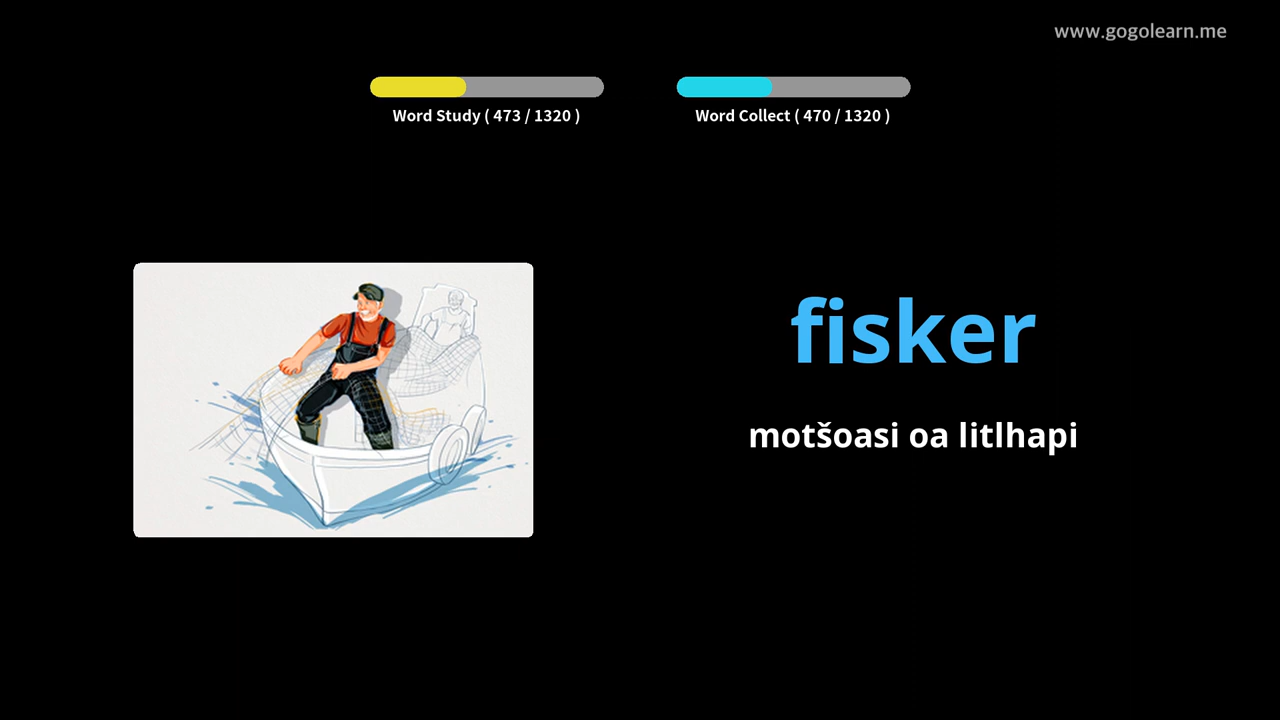 www.gogolearn.me
Word Study ( 473 / 1320 )
Word Collect ( 470 / 1320 )
fisker
motšoasi oa litlhapi